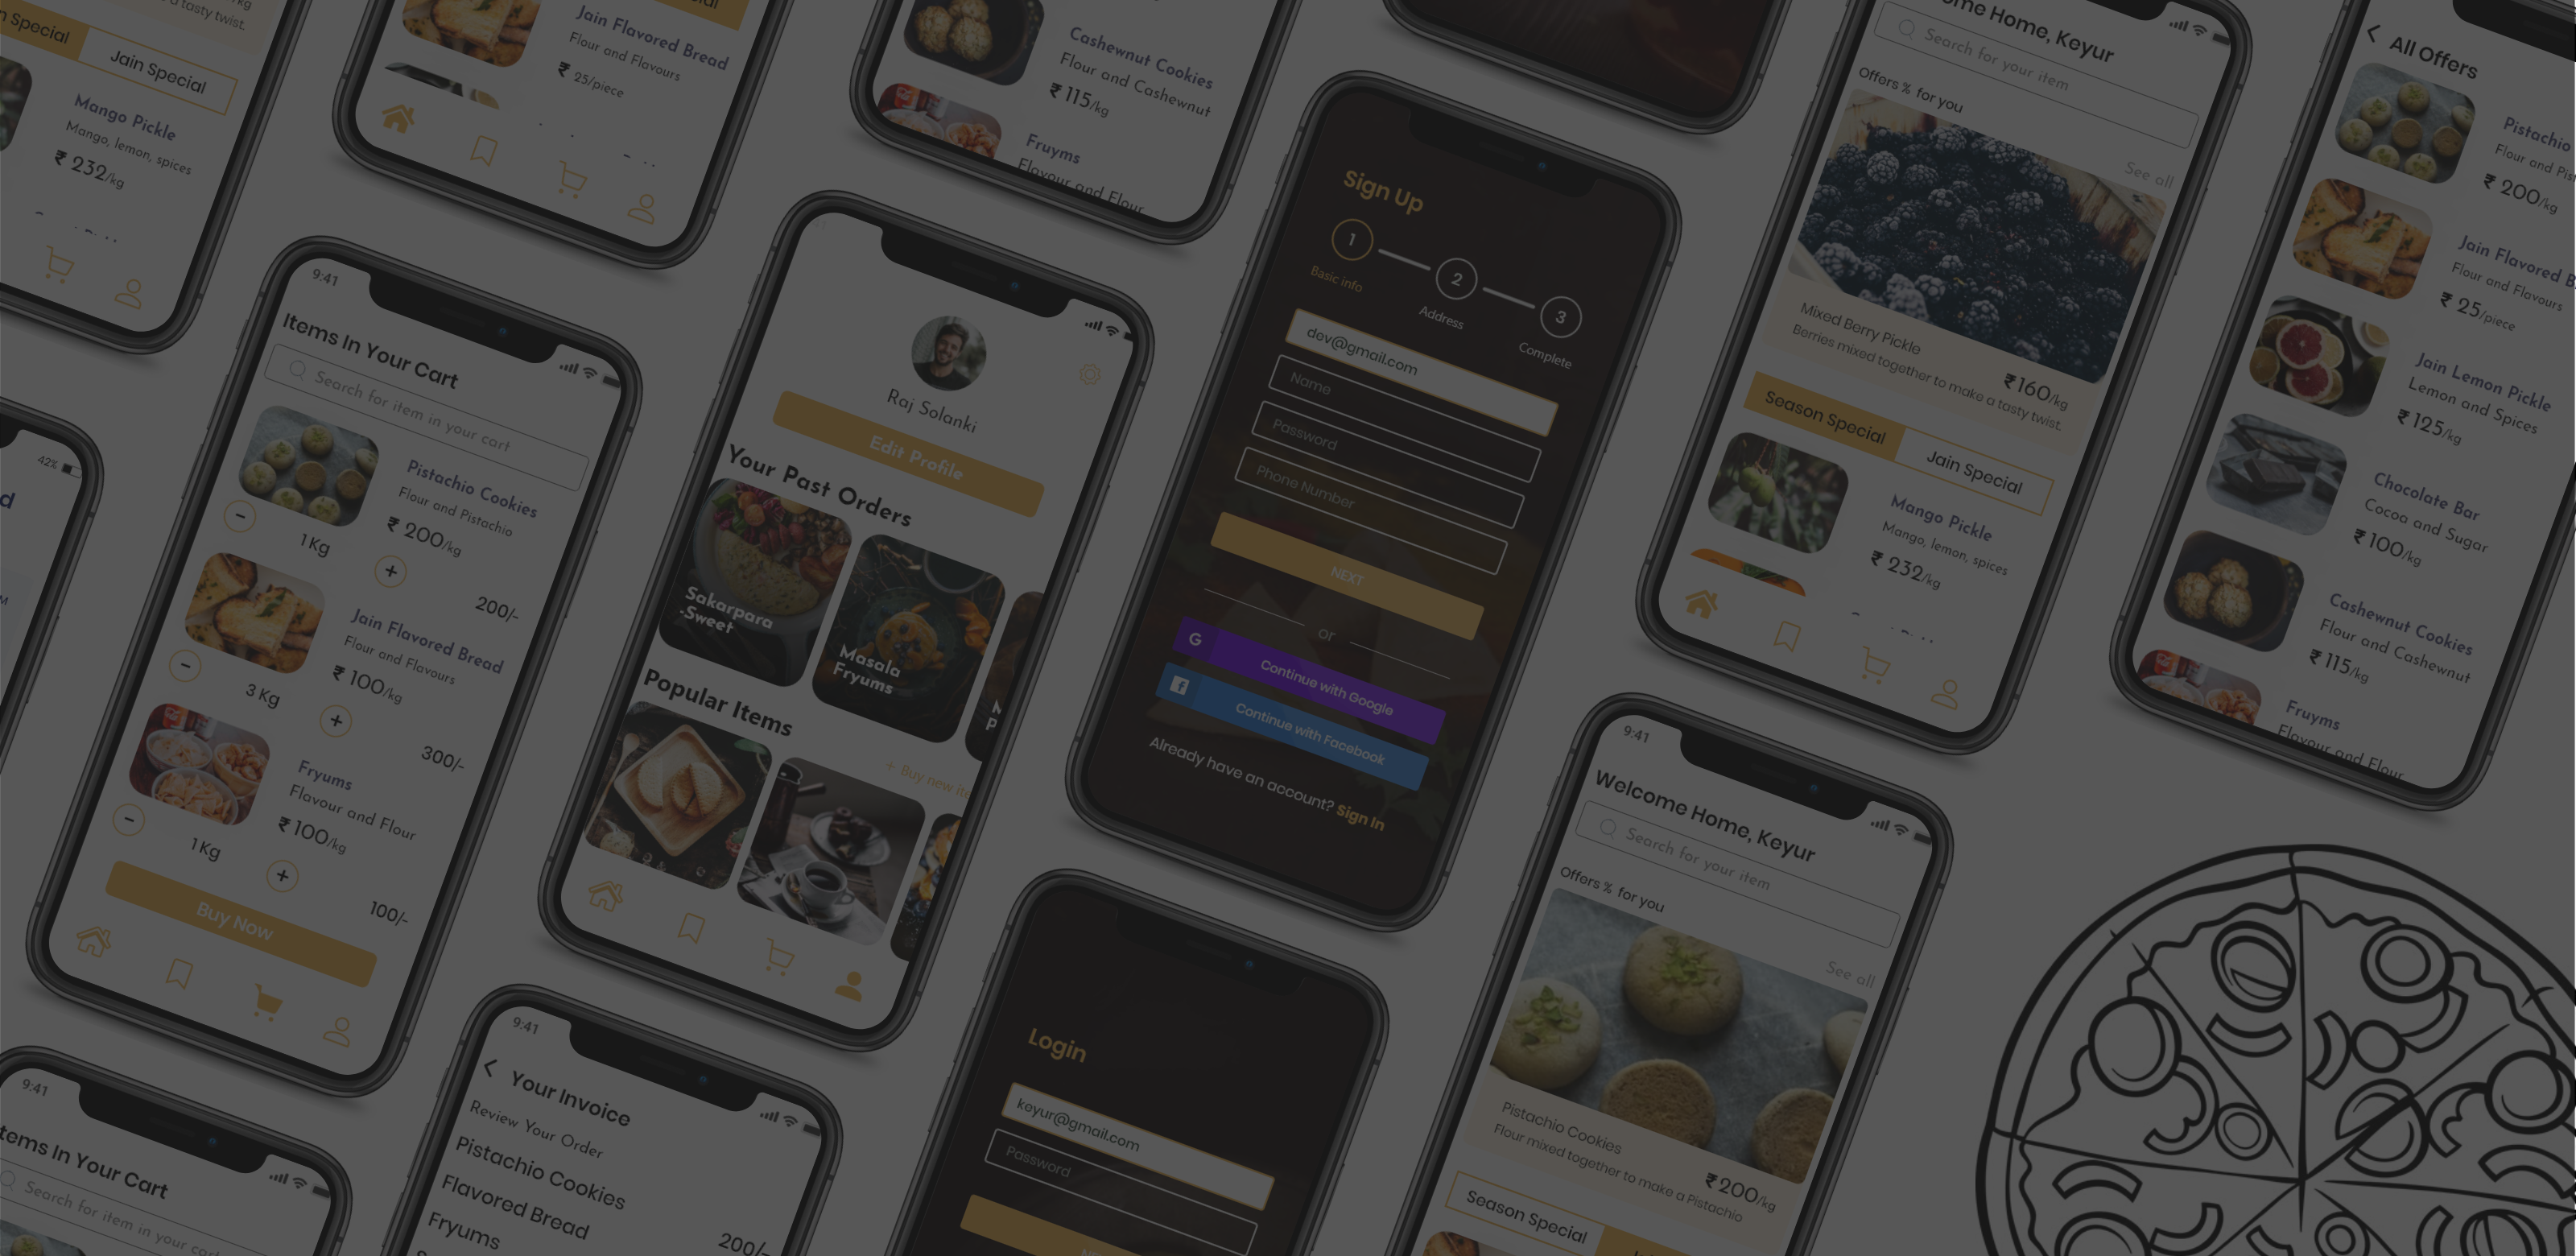 a tasty twist.
Special
Jain Special
Mango Pickle
Mango, lemon, spices
₹ 232/kg
Jain Flavored Bread
Flour and Flavours
₹ 25/piece
Cashewnut Cookies
Flour and Cashewnut
₹ 115/kg
Fruyms
Flavour and Flour
42%
9:41
Items In Your Cart
Search for item in your cart
Pistachio Cookies
Flour and Pistachio
₹ 200/kg
1 Kg
200/-
Jain Flavored Bread
Flour and Flavours
₹ 100/kg
3 Kg
300/-
Fryums
Flavour and Flour
₹ 100/kg
1 Kg
100/-
Buy Now
Raj Solanki
Edit Profile
Your Past Orders
Sakarpara
-Sweet
Masala
Fryums
M
P
Popular Items
+ Buy new ite
Sign Up
1
Basic info
2
Address
3
Complete
dev@gmail.com
Name
Password
Phone Number
NEXT
or
G Continue with Google
f Continue with Facebook
Already have an account? Sign In
ome Home, Keyur
Search for your item
Offers % for you
See all
Mixed Berry Pickle
₹160/kg
Berries mixed together to make a tasty twist.
Season Special
Jain Special
Mango Pickle
Mango, lemon, spices
₹ 232/kg
All Offers
Pistachio
Flour and Pis
₹ 200/kg
Jain Flavored B
Flour and Flavours
₹ 25/piece
Jain Lemon Pickle
Lemon and Spices
₹ 125/kg
Chocolate Bar
Cocoa and Sugar
₹ 100/kg
Cashewnut Cookies
Flour and Cashewnut
₹ 115/kg
Fruyms
Flavour and Flour
9:41
tems In Your Cart
Search for item in your cart
9:41
Your Invoice
Review Your Order
Pistachio Cookies
Flavored Bread
Fryums
200/-
Login
keyur@gmail.com
Password
9:41
Welcome Home, Keyur
Search for your item
Offers % for you
See all
Pistachio Cookies
₹200/kg
Flour mixed together to make a Pistachio
Season Special